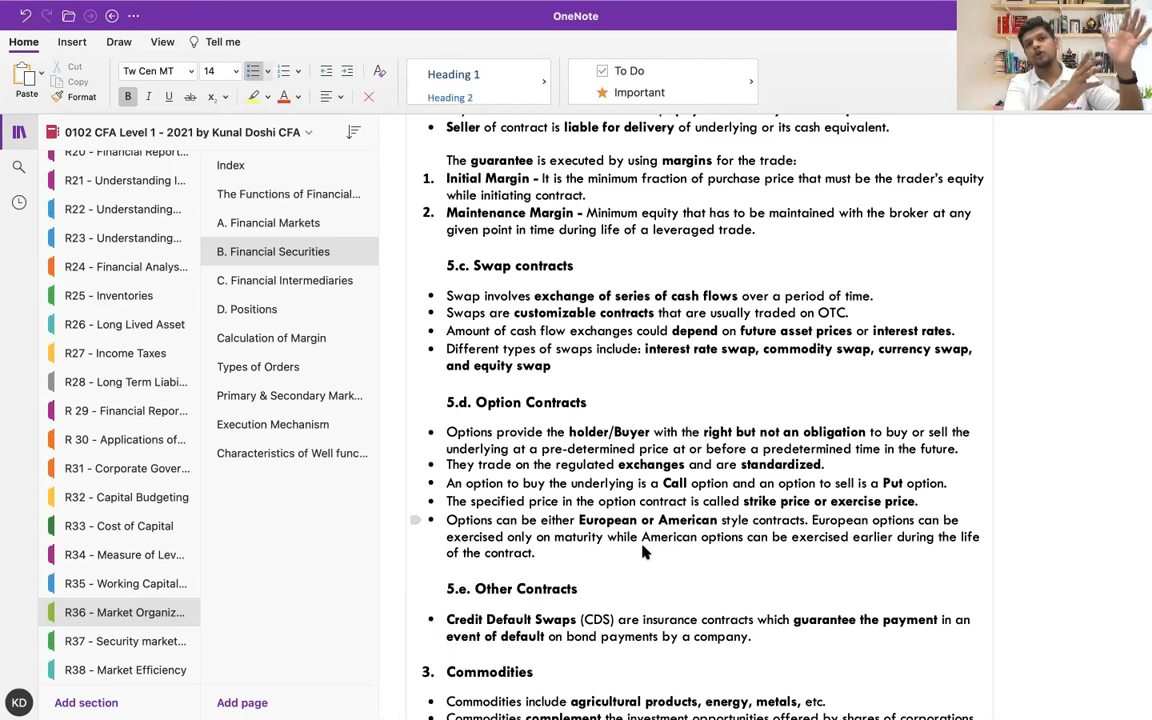 OneNote
Home Insert Draw View Tell me
Paste
Cut
Copy
Format
Tw Cen MT 14
B I U ab x₂ A
Heading 1
Heading 2
To Do
Important
0102 CFA Level 1 - 2021 by Kunal Doshi CFA
R20 - Financial Report...
R21 - Understanding I...
R22 - Understanding...
R23 - Understanding...
R24 - Financial Analys...
R25 - Inventories
R26 - Long Lived Asset
R27 - Income Taxes
R28 - Long Term Liabi...
R 29 - Financial Repor...
R 30 - Applications of...
R31 - Corporate Gover...
R32 - Capital Budgeting
R33 - Cost of Capital
R34 - Measure of Lev...
R35 - Working Capital...
R36 - Market Organiz...
R37 - Security market...
R38 - Market Efficiency
KD
Add section
Index
The Functions of Financial...
A. Financial Markets
B. Financial Securities
C. Financial Intermediaries
D. Positions
Calculation of Margin
Types of Orders
Primary & Secondary Mark...
Execution Mechanism
Characteristics of Well func...
Add page
• Seller of contract is liable for delivery of underlying or its cash equivalent.
The guarantee is executed by using margins for the trade:
1. Initial Margin - It is the minimum fraction of purchase price that must be the trader's equity
while initiating contract.
2. Maintenance Margin - Minimum equity that has to be maintained with the broker at any
given point in time during life of a leveraged trade.
5.c. Swap contracts
• Swap involves exchange of series of cash flows over a period of time.
• Swaps are customizable contracts that are usually traded on OTC.
• Amount of cash flow exchanges could depend on future asset prices or interest rates.
• Different types of swaps include: interest rate swap, commodity swap, currency swap,
and equity swap
5.d. Option Contracts
• Options provide the holder/Buyer with the right but not an obligation to buy or sell the
underlying at a pre-determined price at or before a predetermined time in the future.
• They trade on the regulated exchanges and are standardized.
• An option to buy the underlying is a Call option and an option to sell is a Put option.
• The specified price in the option contract is called strike price or exercise price.
• Options can be either European or American style contracts. European options can be
exercised only on maturity while American options can be exercised earlier during the life
of the contract.
5.e. Other Contracts
• Credit Default Swaps (CDS) are insurance contracts which guarantee the payment in an
event of default on bond payments by a company.
3. Commodities
• Commodities include agricultural products, energy, metals, etc.
• Commodities complement the investment opportunities offered by shares of corporations